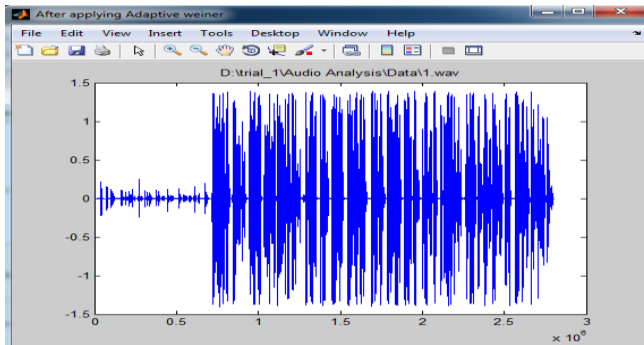 After applying Adaptive weiner
File Edit View Insert Tools Desktop Window Help
D:\trial_1\Audio Analysis\Data\1.wav
1.5
1
0.5
0
-0.5
-1
-1.5
0 0.5 1 1.5 2 2.5 3
x 10^6